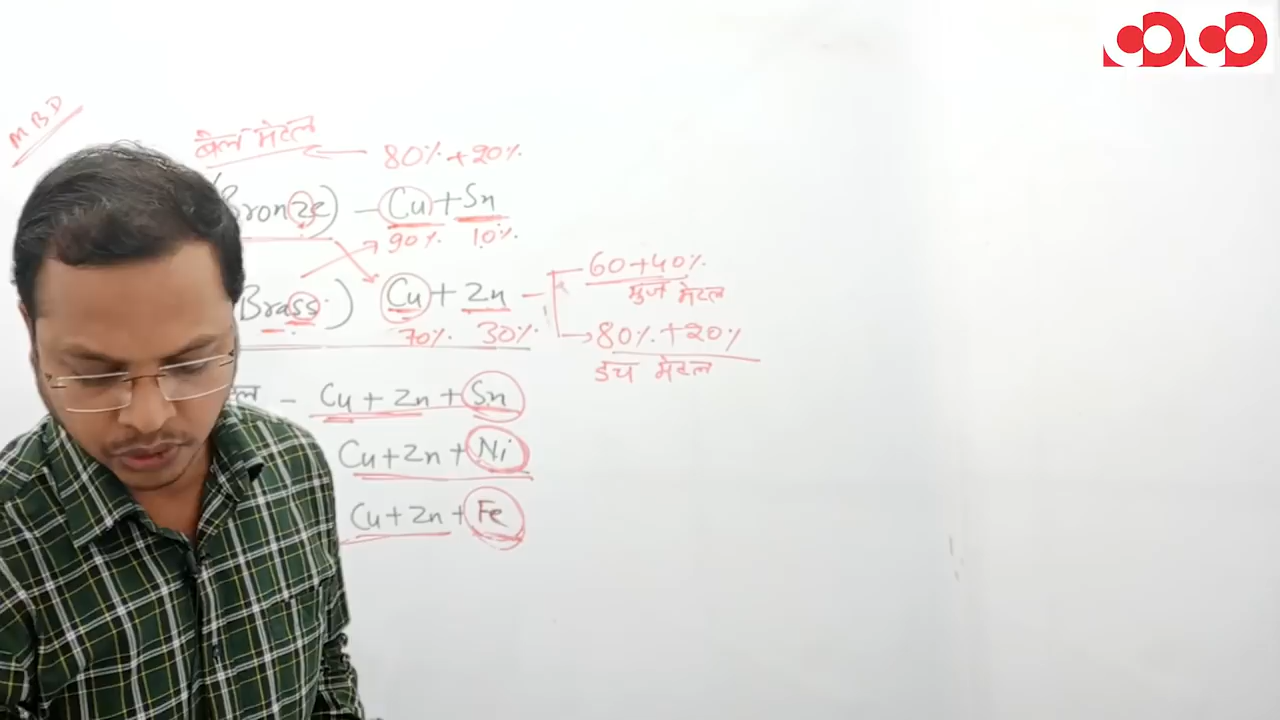 MBD
बेल मेटल
80% + 20%
Bronze) - Cu + Sn
90% 10%
Brass) Cu + Zn
70% 30%
60 + 40%
मुंज मेटल
80% + 20%
डच मेटल
- Cu + Zn + Sn
Cu + Zn + Ni
Cu + Zn + Fe